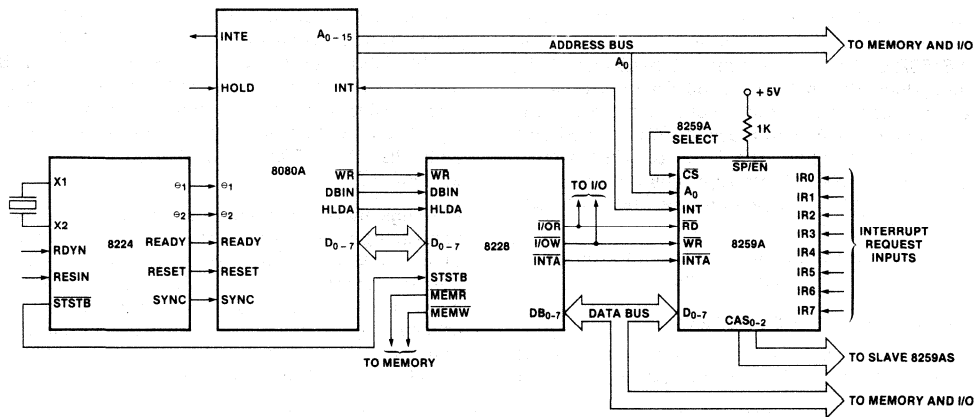 INTE
A0–15
ADDRESS BUS
TO MEMORY AND I/O
A0
HOLD
INT
+5V
1K
8259A
SELECT
SP/EN
X1
8224
X2
RDYN
RESIN
STSTB
ɵ1
ɵ2
READY
RESET
SYNC
8080A
ɵ1
ɵ2
READY
RESET
SYNC
WR
DBIN
HLDA
D0–7
WR
DBIN
HLDA
D0–7
8228
STSTB
MEMR
MEMW
TO MEMORY
I/OR
I/OW
INTA
DB0-7
TO I/O
DATA BUS
CS
A0
INT
RD
WR
INTA
D0-7
8259A
CAS0-2
IR0
IR1
IR2
IR3
IR4
IR5
IR6
IR7
INTERRUPT
REQUEST
INPUTS
TO SLAVE 8259AS
TO MEMORY AND I/O